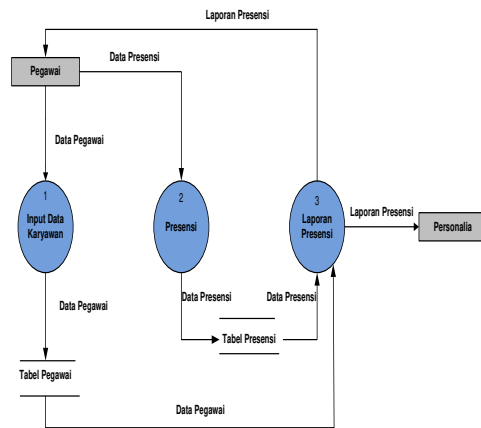 Laporan Presensi
Data Presensi
Pegawai
Data Pegawai
1
Input Data
Karyawan
2
Presensi
3
Laporan
Presensi
Laporan Presensi
Personalia
Data Pegawai
Data Presensi
Data Presensi
Tabel Presensi
Tabel Pegawai
Data Pegawai